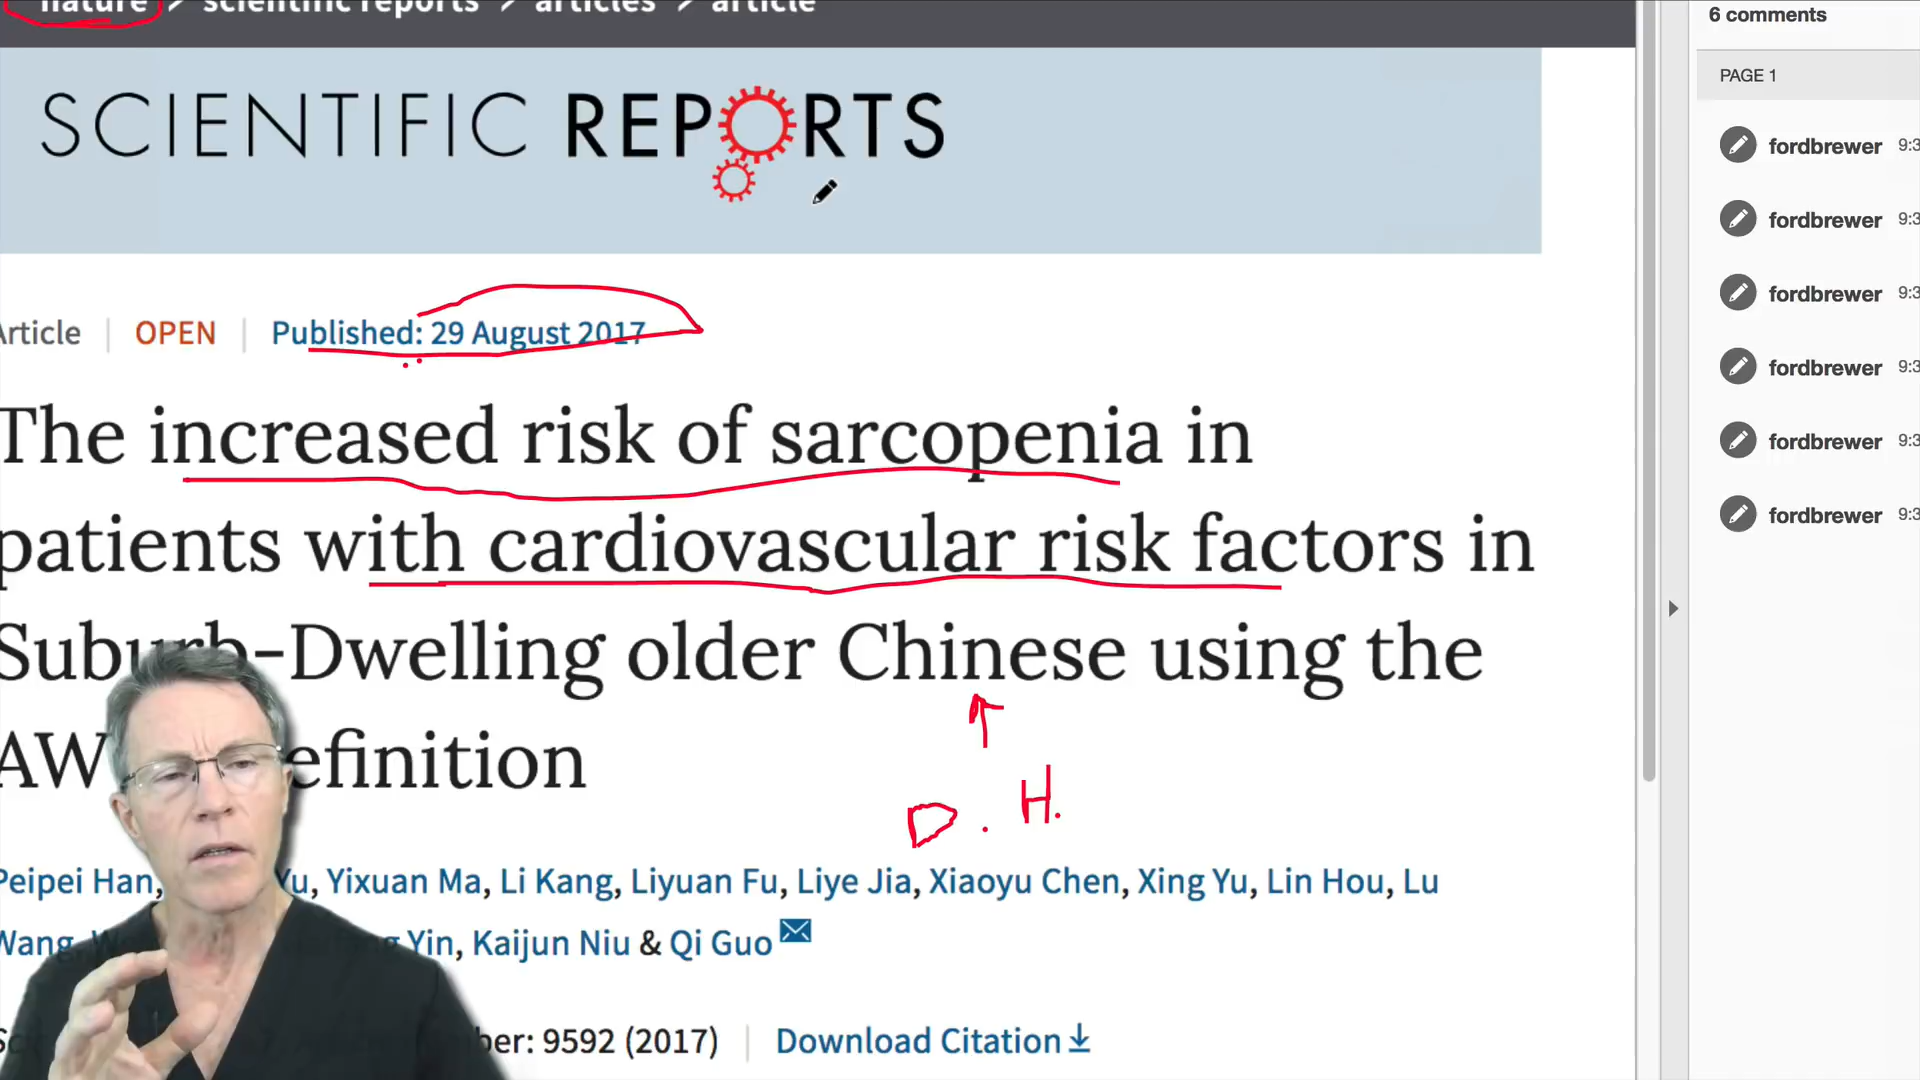 nature > scientific reports > articles > article
6 comments
PAGE 1
SCIENTIFIC REPORTS
fordbrewer 9:3
fordbrewer 9:3
fordbrewer 9:3
fordbrewer 9:3
fordbrewer 9:3
fordbrewer 9:3
Article | OPEN | Published: 29 August 2017
The increased risk of sarcopenia in
patients with cardiovascular risk factors in
Suburb-Dwelling older Chinese using the
AW efinition
D. H.
Peipei Han, Yu, Yixuan Ma, Li Kang, Liyuan Fu, Liye Jia, Xiaoyu Chen, Xing Yu, Lin Hou, Lu
Wang, Yin, Kaijun Niu & Qi Guo
ber: 9592 (2017) | Download Citation